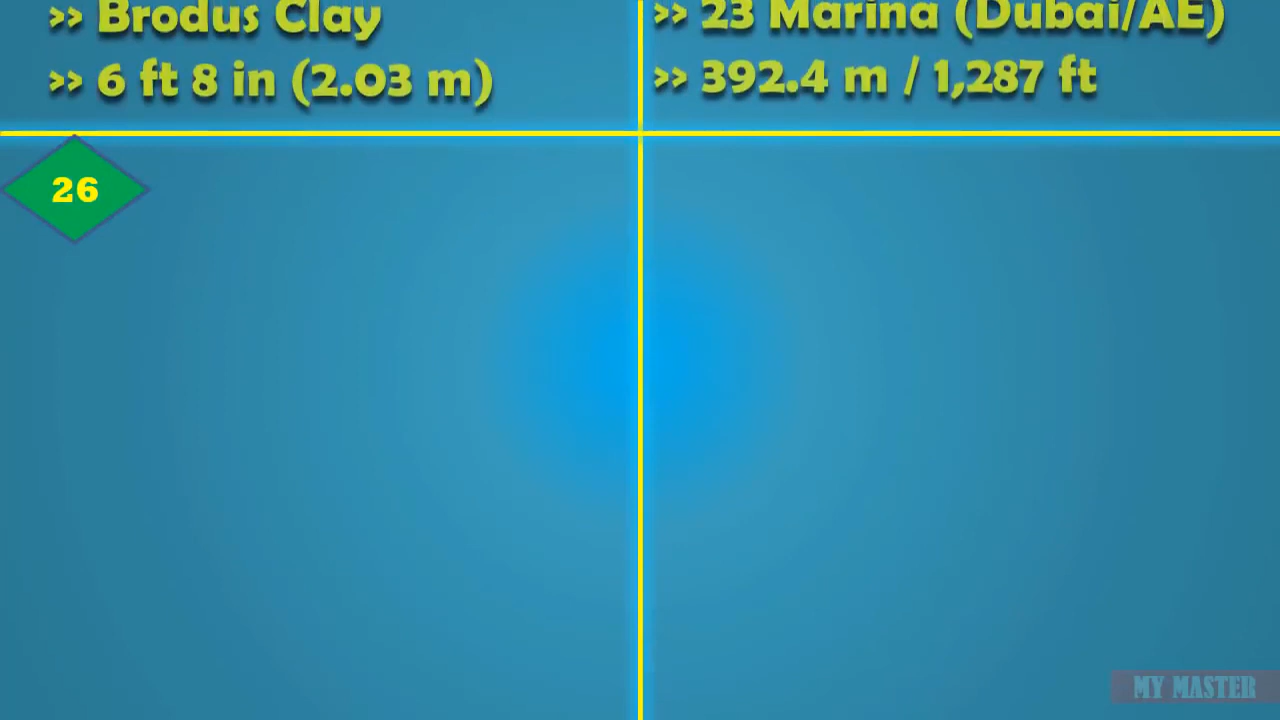 >> Brodus Clay
>> 6 ft 8 in (2.03 m)
>> 23 Marina (Dubai/AE)
>> 392.4 m / 1,287 ft
26
MY MASTER